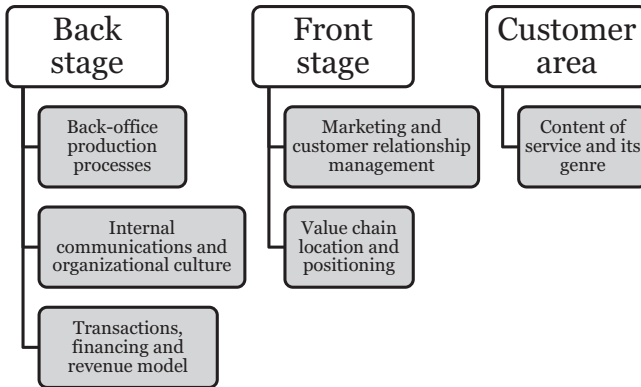 Back
stage
Back-office
production
processes
Internal
communications and
organizational culture
Transactions,
financing and
revenue model
Front
stage
Marketing and
customer relationship
management
Value chain
location and
positioning
Customer
area
Content of
service and its
genre